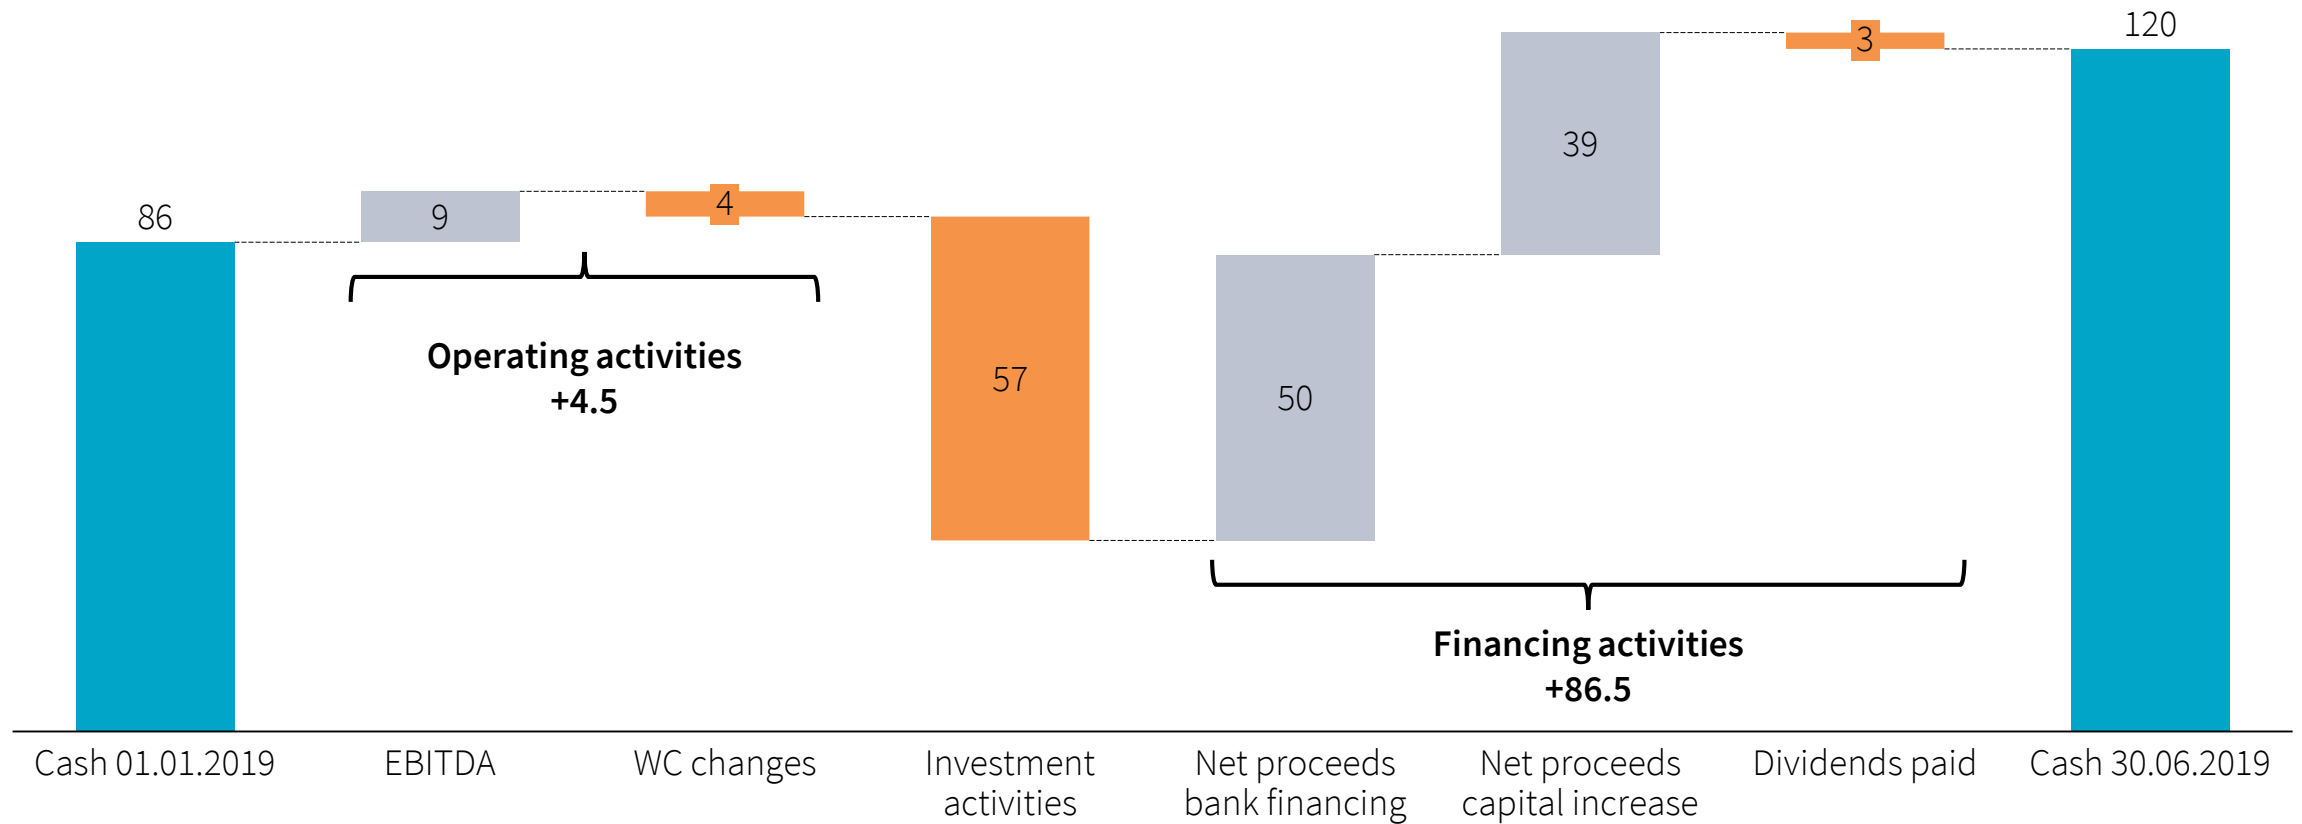 120
3
39
86
9
4
57
50
Operating activities
+4.5
Financing activities
+86.5
Cash 01.01.2019
EBITDA
WC changes
Investment
activities
Net proceeds
bank financing
Net proceeds
capital increase
Dividends paid
Cash 30.06.2019